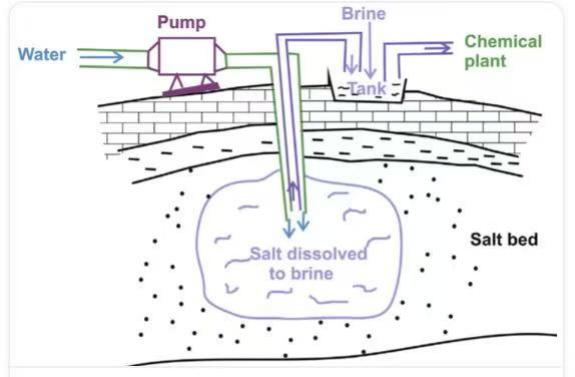 Pump
Brine
Water
Chemical
plant
Tank
Salt bed
Salt dissolved
to brine